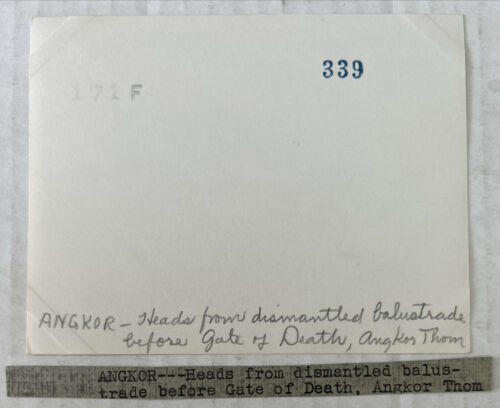 339
171 F
ANGKOR – Heads from dismantled balustrade
before Gate of Death, Angkor Thom
ANGKOR---Heads from dismantled balus-
trade before Gate of Death, Angkor Thom